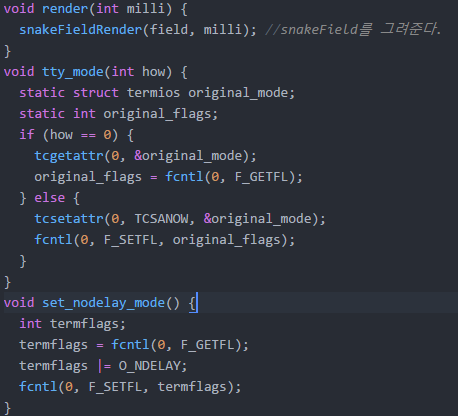 void render(int milli) {
  snakeFieldRender(field, milli); //snakeField를 그려준다.
}
void tty_mode(int how) {
  static struct termios original_mode;
  static int original_flags;
  if (how == 0) {
    tcgetattr(0, &original_mode);
    original_flags = fcntl(0, F_GETFL);
  } else {
    tcsetattr(0, TCSANOW, &original_mode);
    fcntl(0, F_SETFL, original_flags);
  }
}
void set_nodelay_mode() {
  int termflags;
  termflags = fcntl(0, F_GETFL);
  termflags |= O_NDELAY;
  fcntl(0, F_SETFL, termflags);
}